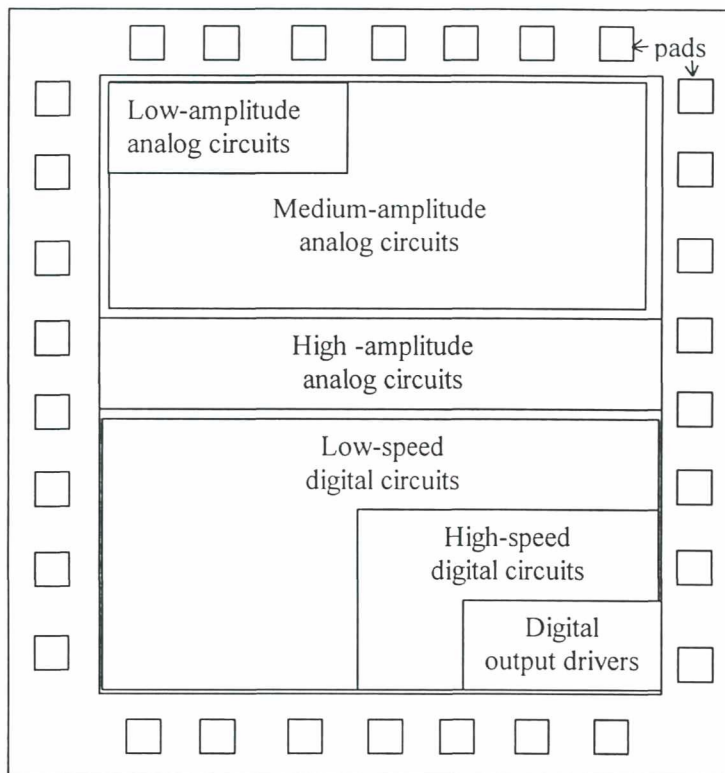 pads
Low-amplitude
analog circuits
Medium-amplitude
analog circuits
High -amplitude
analog circuits
Low-speed
digital circuits
High-speed
digital circuits
Digital
output drivers